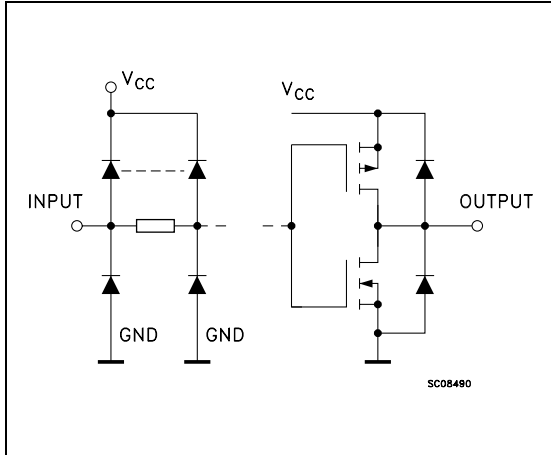 VCC
VCC
INPUT
OUTPUT
GND
GND
SC08490